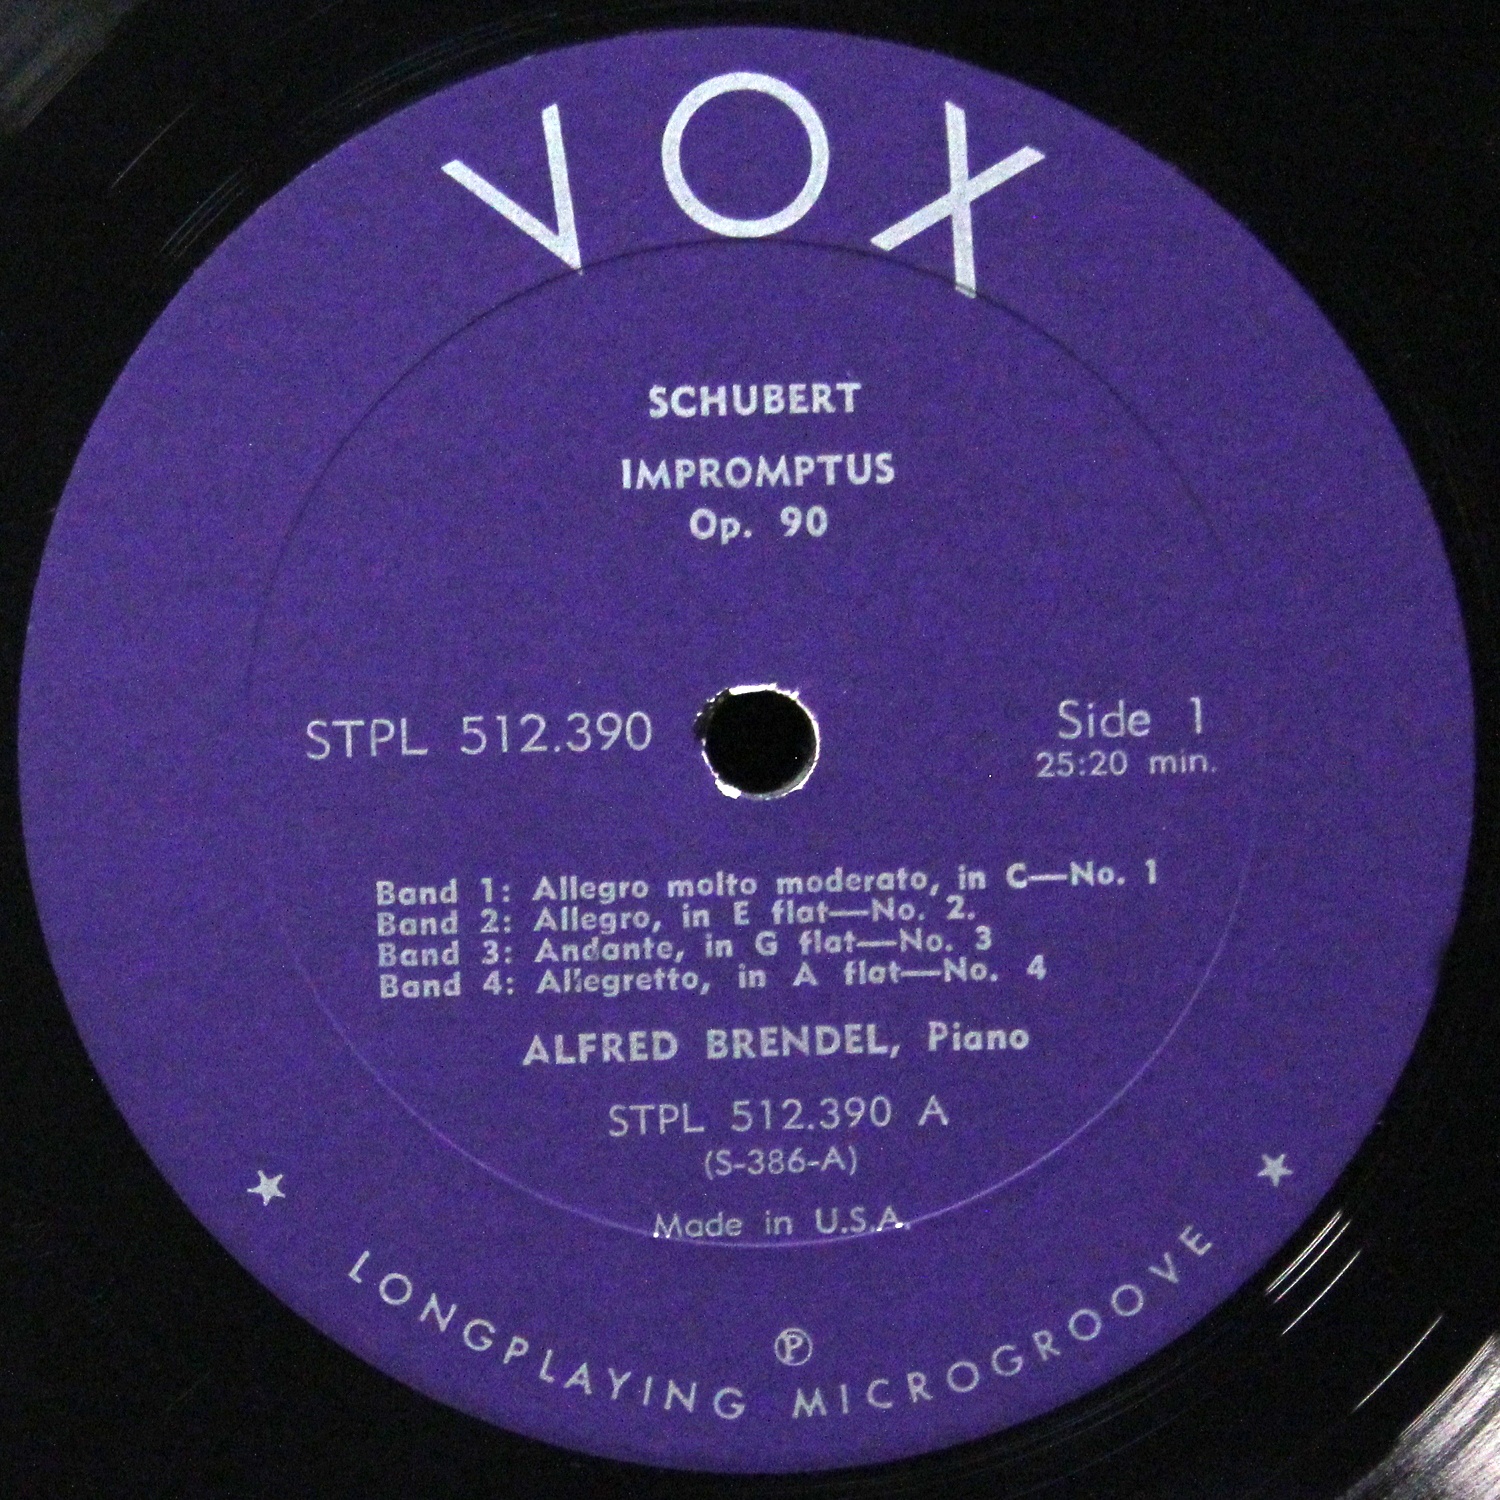 VOX
SCHUBERT
IMPROMPTUS
Op. 90
STPL 512.390
Side 1
25:20 min.
Band 1: Allegro molto moderato, in C—No. 1
Band 2: Allegro, in E flat—No. 2.
Band 3: Andante, in G flat—No. 3
Band 4: Allegretto, in A flat—No. 4
ALFRED BRENDEL, Piano
STPL 512.390 A
(S-386-A)
Made in U.S.A.
℗
★ LONGPLAYING MICROGROOVE ★